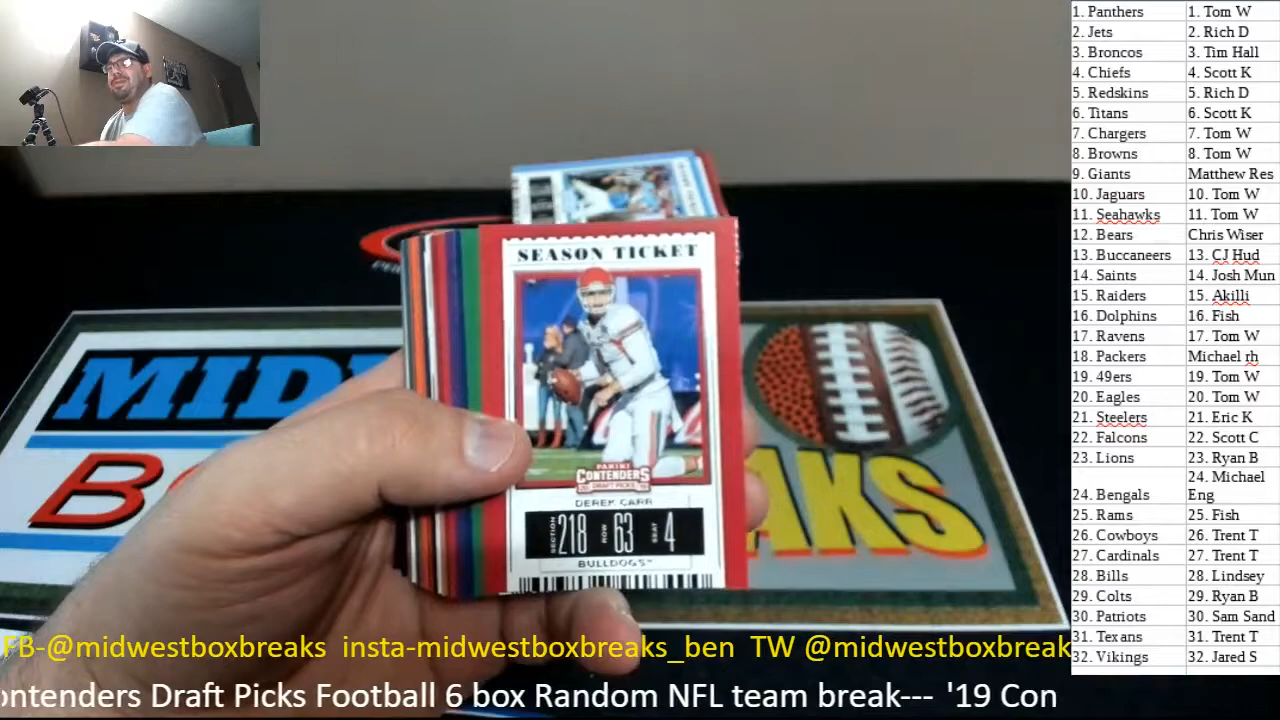 SEASON TICKET
PANINI
CONTENDERS
DRAFT PICKS
DEREK CARR
SECTION 218 ROW 63 SEAT 4
BULLDOGS™
MID
B
AKS
FB-@midwestboxbreaks insta-midwestboxbreaks_ben TW @midwestboxbreak
ontenders Draft Picks Football 6 box Random NFL team break--- '19 Con
1. Panthers 1. Tom W
2. Jets 2. Rich D
3. Broncos 3. Tim Hall
4. Chiefs 4. Scott K
5. Redskins 5. Rich D
6. Titans 6. Scott K
7. Chargers 7. Tom W
8. Browns 8. Tom W
9. Giants Matthew Res
10. Jaguars 10. Tom W
11. Seahawks 11. Tom W
12. Bears Chris Wiser
13. Buccaneers 13. CJ Hud
14. Saints 14. Josh Mun
15. Raiders 15. Akilli
16. Dolphins 16. Fish
17. Ravens 17. Tom W
18. Packers Michael rh
19. 49ers 19. Tom W
20. Eagles 20. Tom W
21. Steelers 21. Eric K
22. Falcons 22. Scott C
23. Lions 23. Ryan B
24. Bengals 24. Michael
Eng
25. Rams 25. Fish
26. Cowboys 26. Trent T
27. Cardinals 27. Trent T
28. Bills 28. Lindsey
29. Colts 29. Ryan B
30. Patriots 30. Sam Sand
31. Texans 31. Trent T
32. Vikings 32. Jared S